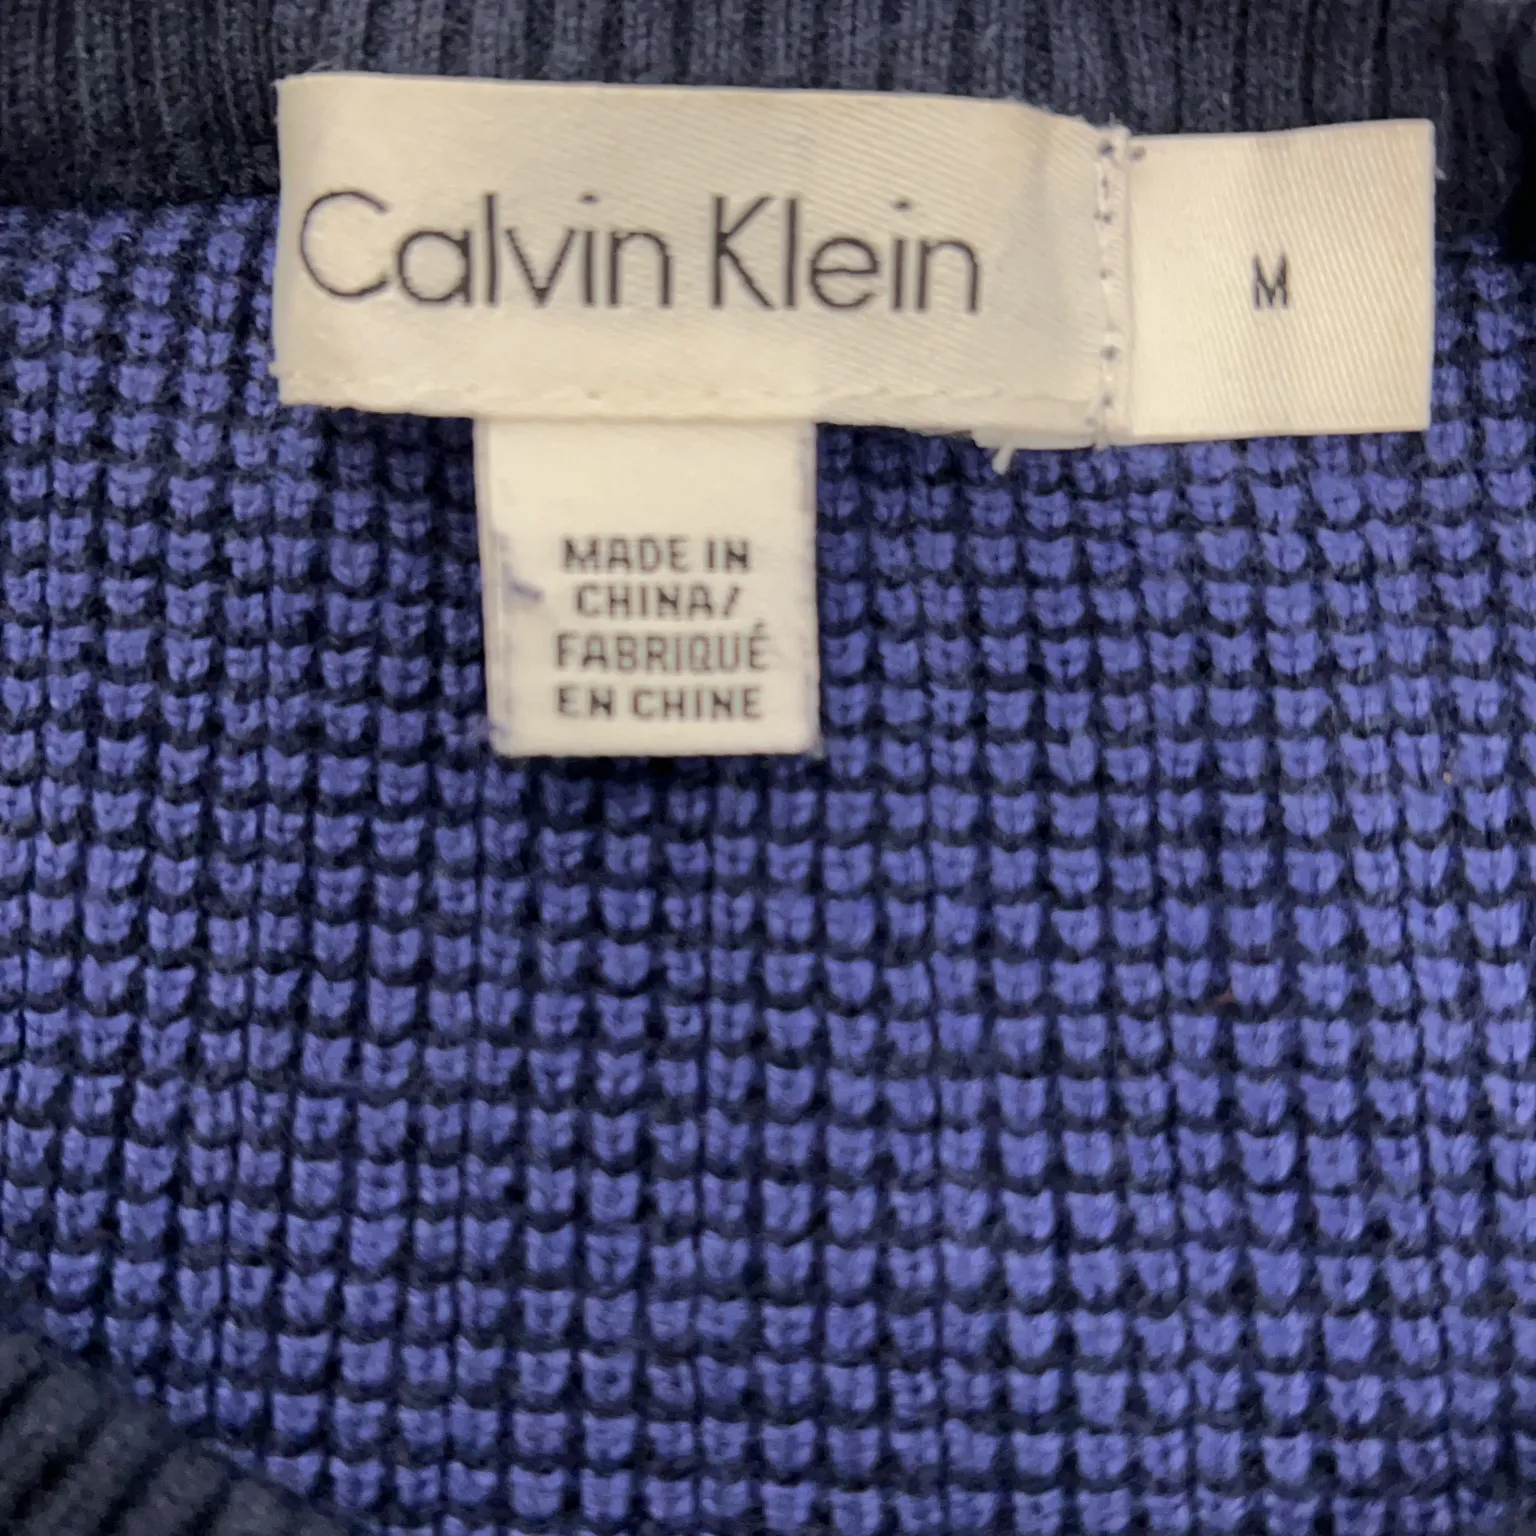 Calvin Klein
M
MADE IN
CHINA/
FABRIQUÉ
EN CHINE